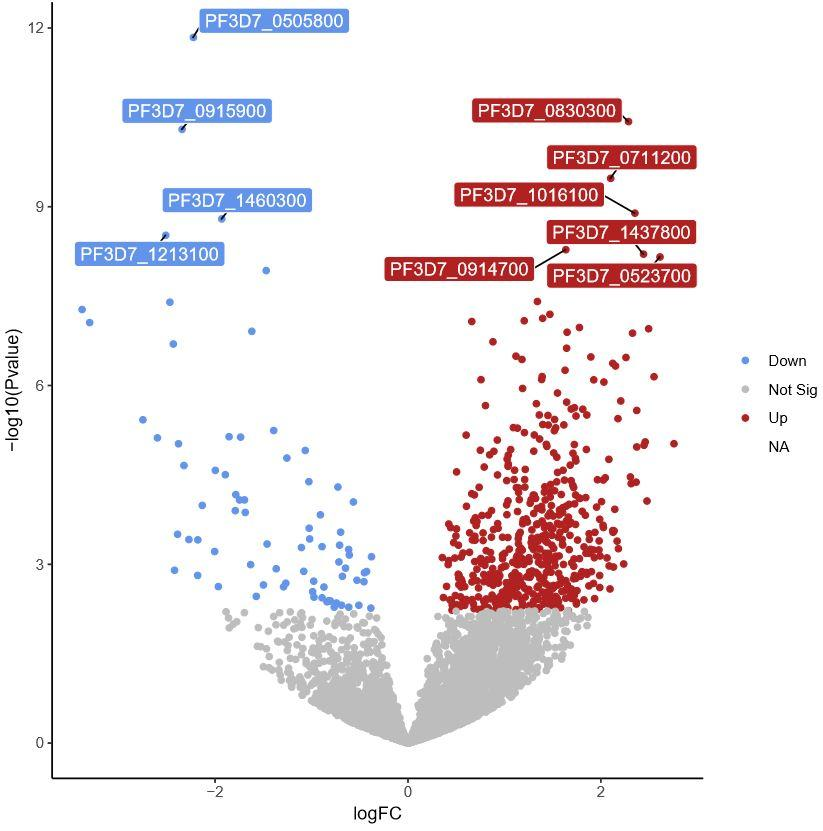 12
PF3D7_0505800
PF3D7_0915900
PF3D7_0830300
PF3D7_0711200
PF3D7_1016100
PF3D7_1460300
9
PF3D7_1437800
PF3D7_1213100
PF3D7_0914700
PF3D7_0523700
−log10(Pvalue)
6
3
0
−2
0
2
logFC
Down
Not Sig
Up
NA